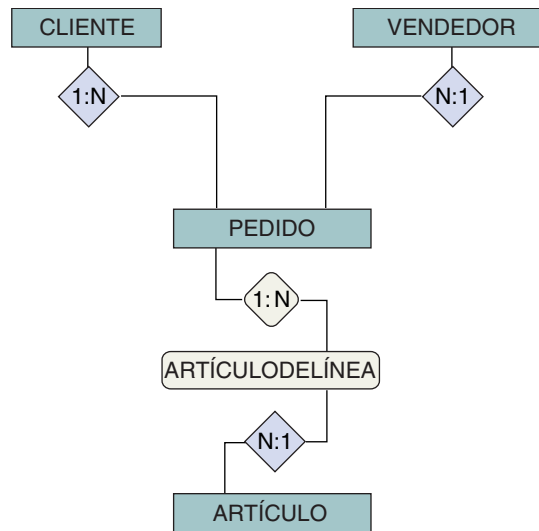 CLIENTE
VENDEDOR
1:N
N:1
PEDIDO
1: N
ARTÍCULODELÍNEA
N:1
ARTÍCULO